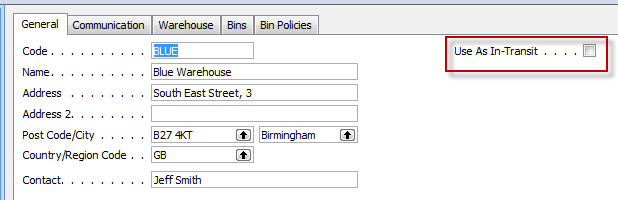 General Communication Warehouse Bins Bin Policies
Code . . . . . . . . . . BLUE Use As In-Transit . . . .
Name. . . . . . . . . . Blue Warehouse
Address . . . . . . . . South East Street, 3
Address 2. . . . . . . .
Post Code/City . . . . . B27 4KT Birmingham
Country/Region Code . . GB
Contact. . . . . . . . . Jeff Smith